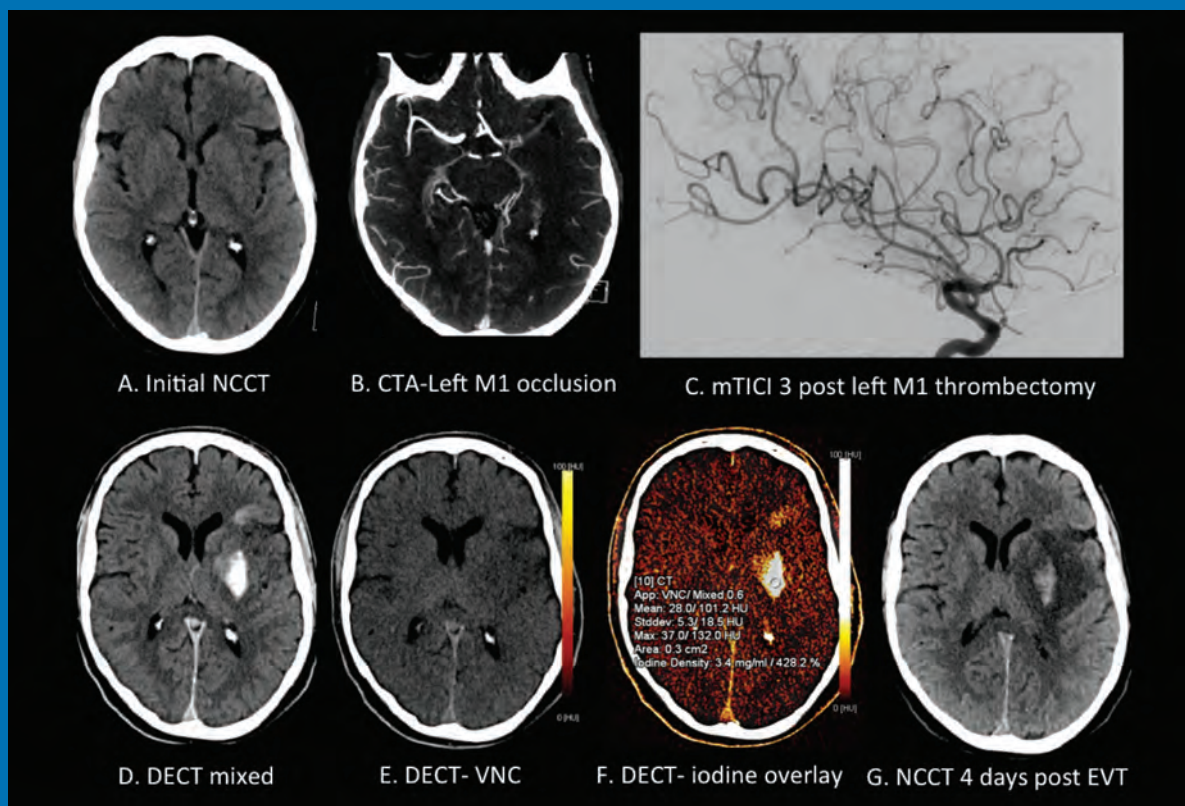 A. Initial NCCT
B. CTA-Left M1 occlusion
C. mTICI 3 post left M1 thrombectomy
100 [HU]
0 [HU]
[10] CT
App: VNC/ Mixed 0.6
Mean: 28.0/ 101.2 HU
Stddev: 5.3/ 18.5 HU
Max: 37.0/ 132.0 HU
Area: 0.3 cm2
Iodine Density: 3.4 mg/ml / 428.2 %
100 [HU]
0 [HU]
D. DECT mixed
E. DECT- VNC
F. DECT- iodine overlay
G. NCCT 4 days post EVT